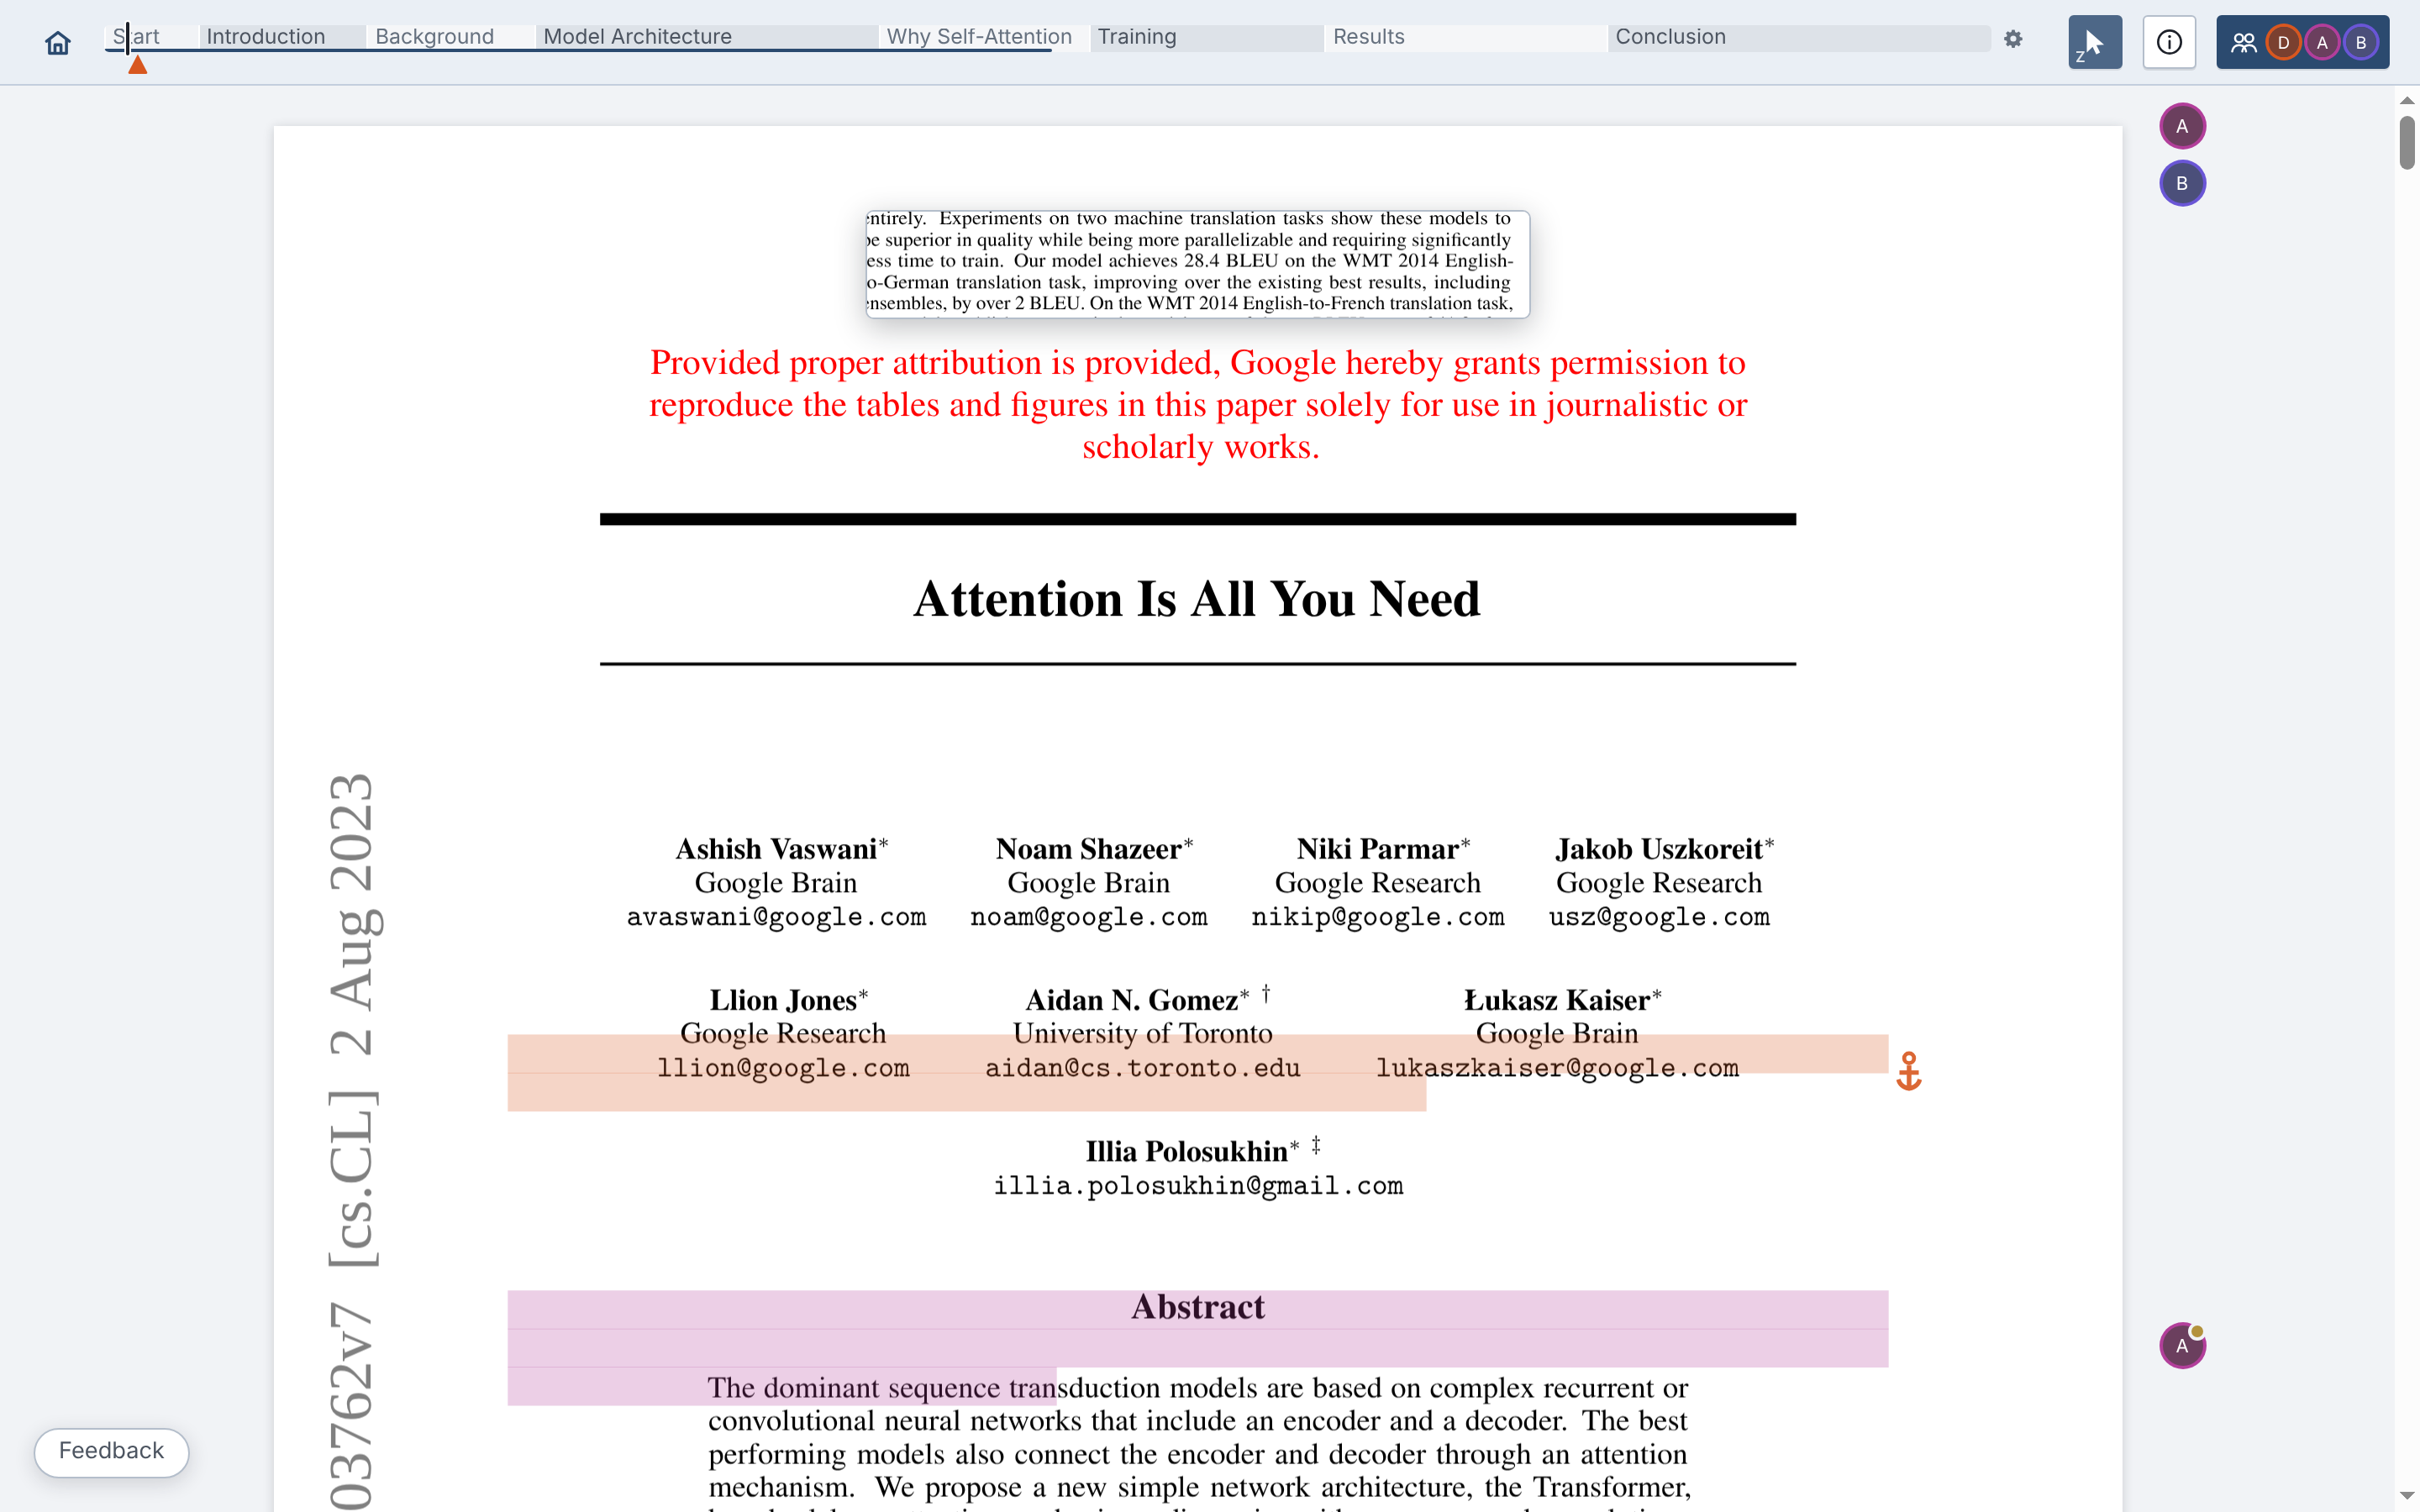 Start Introduction Background Model Architecture Why Self-Attention Training Results Conclusion
Z
D A B
A
B
entirely. Experiments on two machine translation tasks show these models to
be superior in quality while being more parallelizable and requiring significantly
ess time to train. Our model achieves 28.4 BLEU on the WMT 2014 English-
o-German translation task, improving over the existing best results, including
ensembles, by over 2 BLEU. On the WMT 2014 English-to-French translation task,
Provided proper attribution is provided, Google hereby grants permission to
reproduce the tables and figures in this paper solely for use in journalistic or
scholarly works.
Attention Is All You Need
Ashish Vaswani* Noam Shazeer* Niki Parmar* Jakob Uszkoreit*
Google Brain Google Brain Google Research Google Research
avaswani@google.com noam@google.com nikip@google.com usz@google.com
Llion Jones* Aidan N. Gomez* † Łukasz Kaiser*
Google Research University of Toronto Google Brain
llion@google.com aidan@cs.toronto.edu lukaszkaiser@google.com
Illia Polosukhin* ‡
illia.polosukhin@gmail.com
03762v7 [cs.CL] 2 Aug 2023
Abstract
A
The dominant sequence transduction models are based on complex recurrent or
convolutional neural networks that include an encoder and a decoder. The best
performing models also connect the encoder and decoder through an attention
mechanism. We propose a new simple network architecture, the Transformer,
Feedback